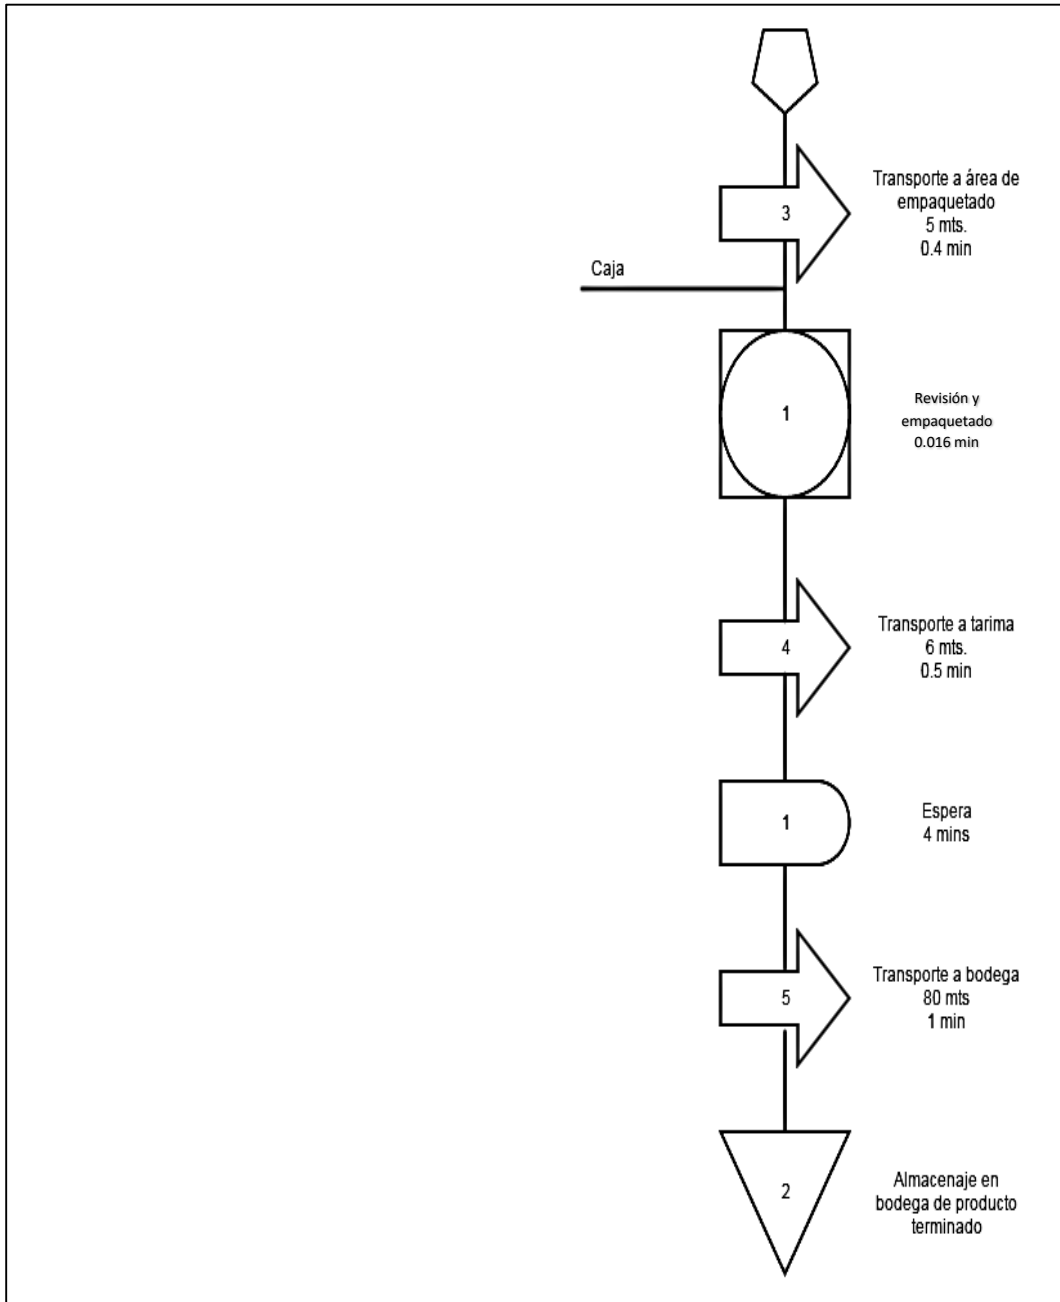 3
Transporte a área de
empaquetado
5 mts.
0.4 min
Caja
1
Revisión y
empaquetado
0.016 min
4
Transporte a tarima
6 mts.
0.5 min
1
Espera
4 mins
5
Transporte a bodega
80 mts
1 min
2
Almacenaje en
bodega de producto
terminado